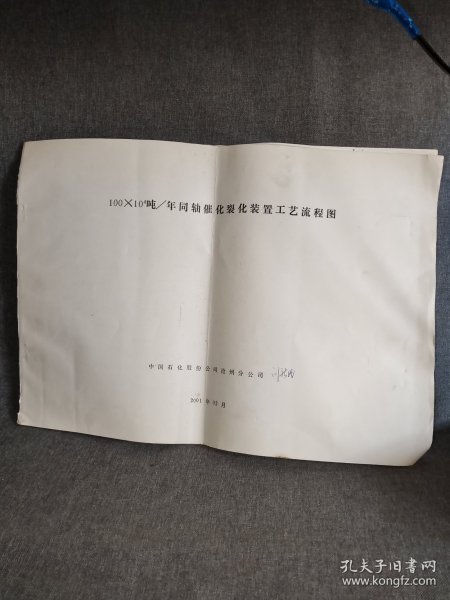 100×10⁴吨/年同轴催化裂化装置工艺流程图
中国石化股份公司沧州分公司
2001年12月
孔夫子旧书网
www.kongfz.com